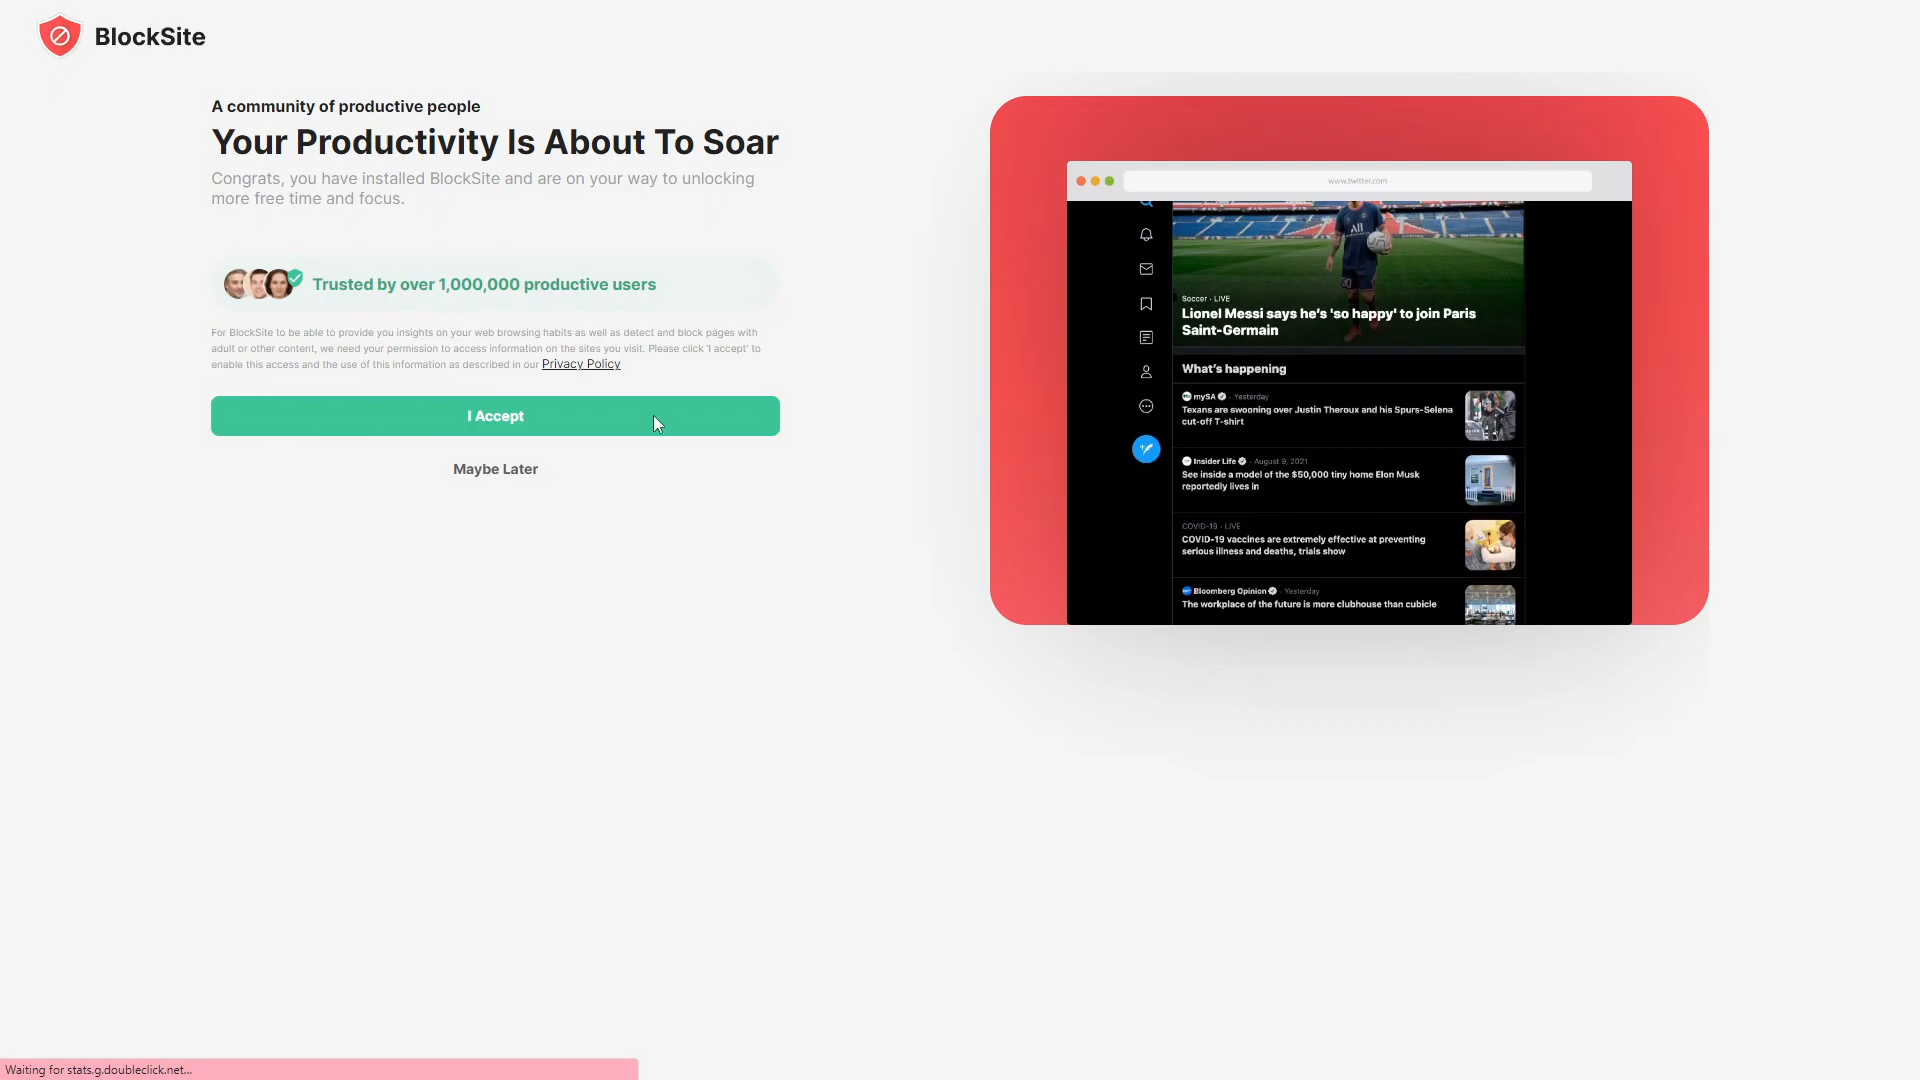 BlockSite
A community of productive people
Your Productivity Is About To Soar
Congrats, you have installed BlockSite and are on your way to unlocking
more free time and focus.
Trusted by over 1,000,000 productive users
For BlockSite to be able to provide you insights on your web browsing habits as well as detect and block pages with
adult or other content, we need your permission to access information on the sites you visit. Please click 'I accept' to
enable this access and the use of this information as described in our Privacy Policy
I Accept
Maybe Later
www.twitter.com
ALL
Soccer · LIVE
Lionel Messi says he's 'so happy' to join Paris
Saint-Germain
What's happening
mySA · Yesterday
Texans are swooning over Justin Theroux and his Spurs-Selena
cut-off T-shirt
Insider Life · August 9, 2021
See inside a model of the $50,000 tiny home Elon Musk
reportedly lives in
COVID-19 · LIVE
COVID-19 vaccines are extremely effective at preventing
serious illness and deaths, trials show
Bloomberg Opinion · Yesterday
The workplace of the future is more clubhouse than cubicle
Waiting for stats.g.doubleclick.net...